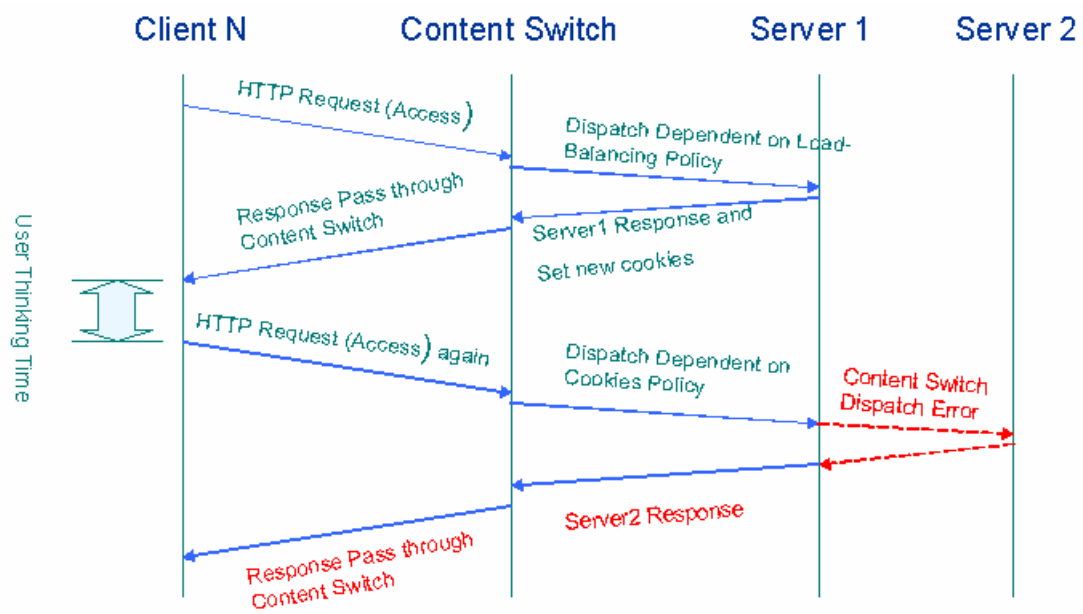 Client N
Content Switch
Server 1
Server 2
HTTP Request (Access)
Dispatch Dependent on Load-
Balancing Policy
Response Pass through
Content Switch
Server1 Response and
Set new cookies
User Thinking Time
HTTP Request (Access) again
Dispatch Dependent on
Cookies Policy
Content Switch
Dispatch Error
Server2 Response
Response Pass through
Content Switch